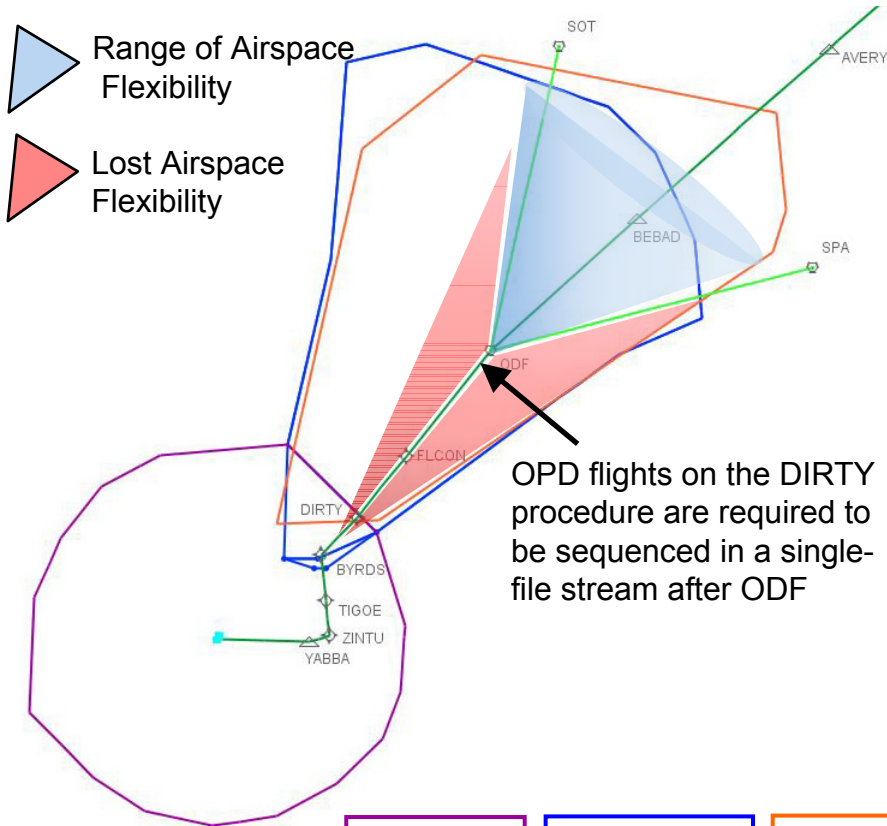 Range of Airspace
Flexibility
Lost Airspace
Flexibility
SOT
AVERY
BEBAD
SPA
ODF
FLCON
DIRTY
BYRDS
TIGOE
ZINTU
YABBA
OPD flights on the DIRTY
procedure are required to
be sequenced in a single-
file stream after ODF